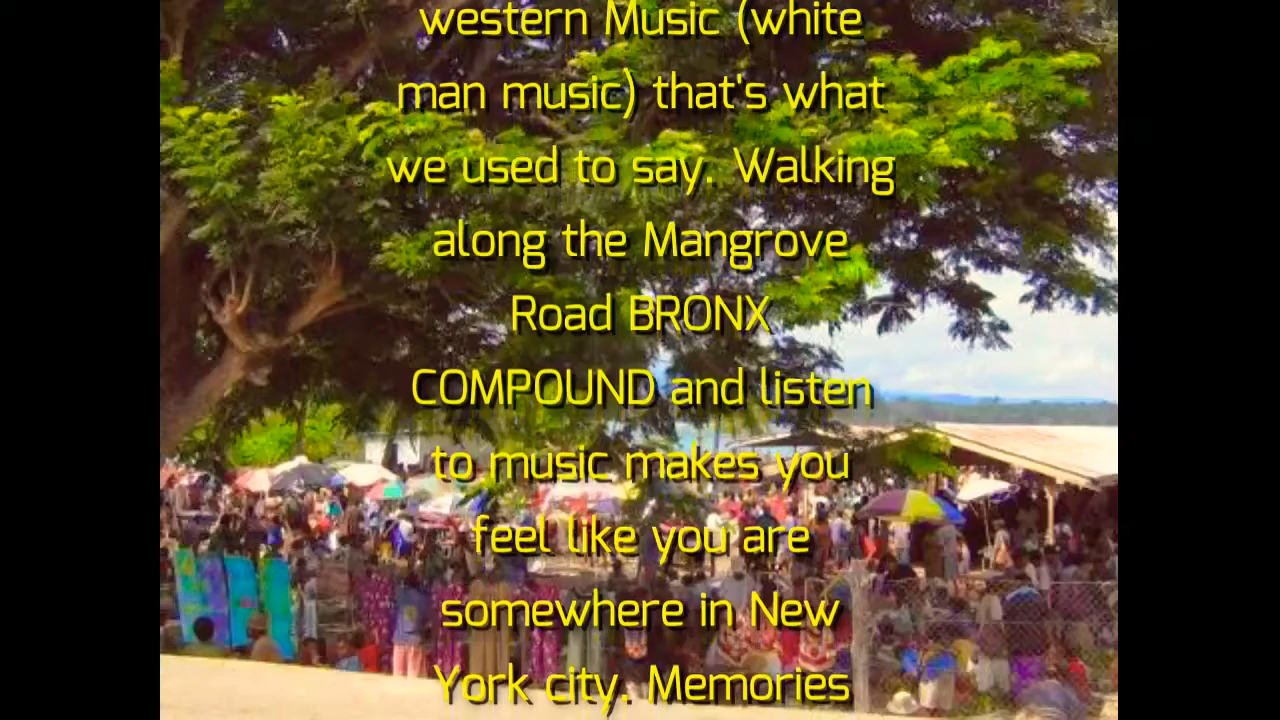 western Music (white
man music) that's what
we used to say. Walking
along the Mangrove
Road BRONX
COMPOUND and listen
to music makes you
feel like you are
somewhere in New
York city. Memories